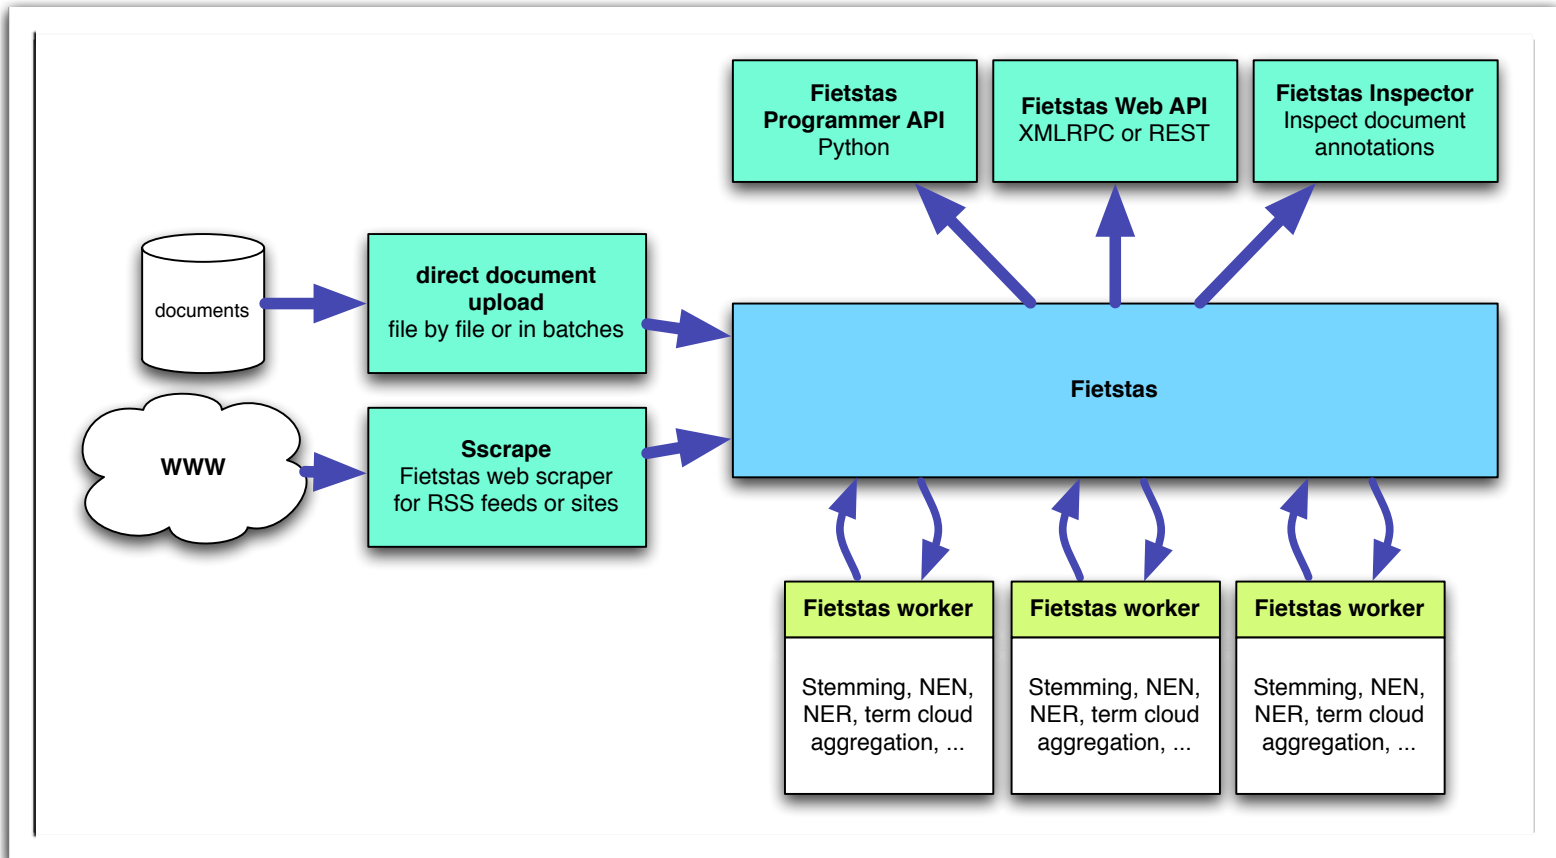 Fietstas
Programmer API
Python
Fietstas Web API
XMLRPC or REST
Fietstas Inspector
Inspect document
annotations
documents
direct document
upload
file by file or in batches
WWW
Sscrape
Fietstas web scraper
for RSS feeds or sites
Fietstas
Fietstas worker
Stemming, NEN,
NER, term cloud
aggregation, ...
Fietstas worker
Stemming, NEN,
NER, term cloud
aggregation, ...
Fietstas worker
Stemming, NEN,
NER, term cloud
aggregation, ...